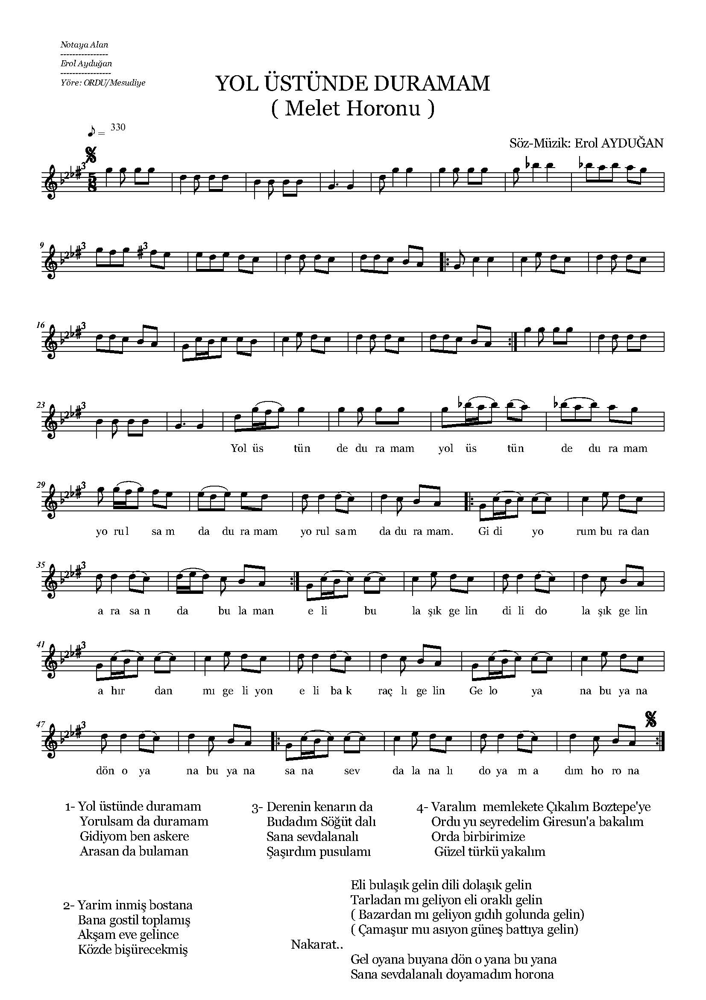 Notaya Alan
----------------
Erol Ayduğan
-----------------
Yöre: ORDU/Mesudiye
YOL ÜSTÜNDE DURAMAM
( Melet Horonu )
♪ = 330
Söz-Müzik: Erol AYDUĞAN
3 2 5/8
9 3 2 3
16 3 2
23 3 2
Yol üs tün de du ra mam yol üs tün de du ra mam
29 3 2
yo rul sa m da du ra mam yo rul sa m da du ra mam. Gi di yo rum bu ra dan
35 3 2
a ra sa n da bu la man e li bu la şık ge lin di li do la şık ge lin
41 3 2
a hır dan mı ge li yon e li ba k raç lı ge lin Ge lo ya na bu ya na
47 3 2
dön o ya na bu ya na sa na sev da la na lı do ya m a dım ho ro na
1- Yol üstünde duramam
Yorulsam da duramam
Gidiyom ben askere
Arasan da bulaman
3- Derenin kenarın da
Budadım Söğüt dalı
Sana sevdalanalı
Şaşırdım pusulamı
4- Varalım memlekete Çıkalım Boztepe'ye
Ordu yu seyredelim Giresun'a bakalım
Orda birbirimize
Güzel türkü yakalım
2- Yarim inmiş bostana
Bana gostil toplamış
Akşam eve gelince
Közde bişürecekmiş
Nakarat..
Eli bulaşık gelin dili dolaşık gelin
Tarladan mı geliyon eli oraklı gelin
( Bazardan mı geliyon gıdıh golunda gelin)
( Çamaşur mu asıyon güneş battıya gelin)
Gel oyana buyana dön o yana bu yana
Sana sevdalanalı doyamadım horona